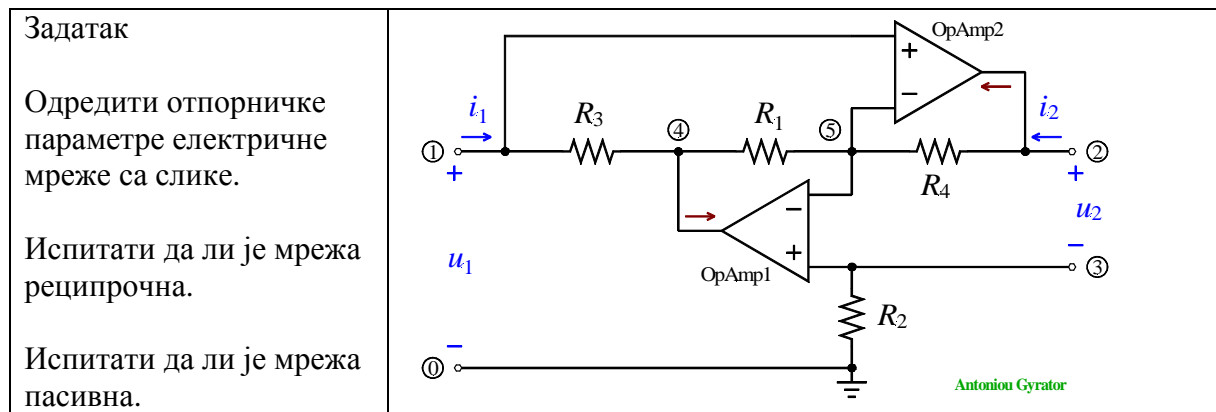 Задатак
Одредити отпорничке
параметре електричне
мреже са слике.
Испитати да ли је мрежа
реципрочна.
Испитати да ли је мрежа
пасивна.
OpAmp2
+
−
i1
R3
④
R1
⑤
i2
①
②
+
R4
+
−
u2
u1
+
−
③
OpAmp1
R2
−
⓪
Antoniou Gyrator